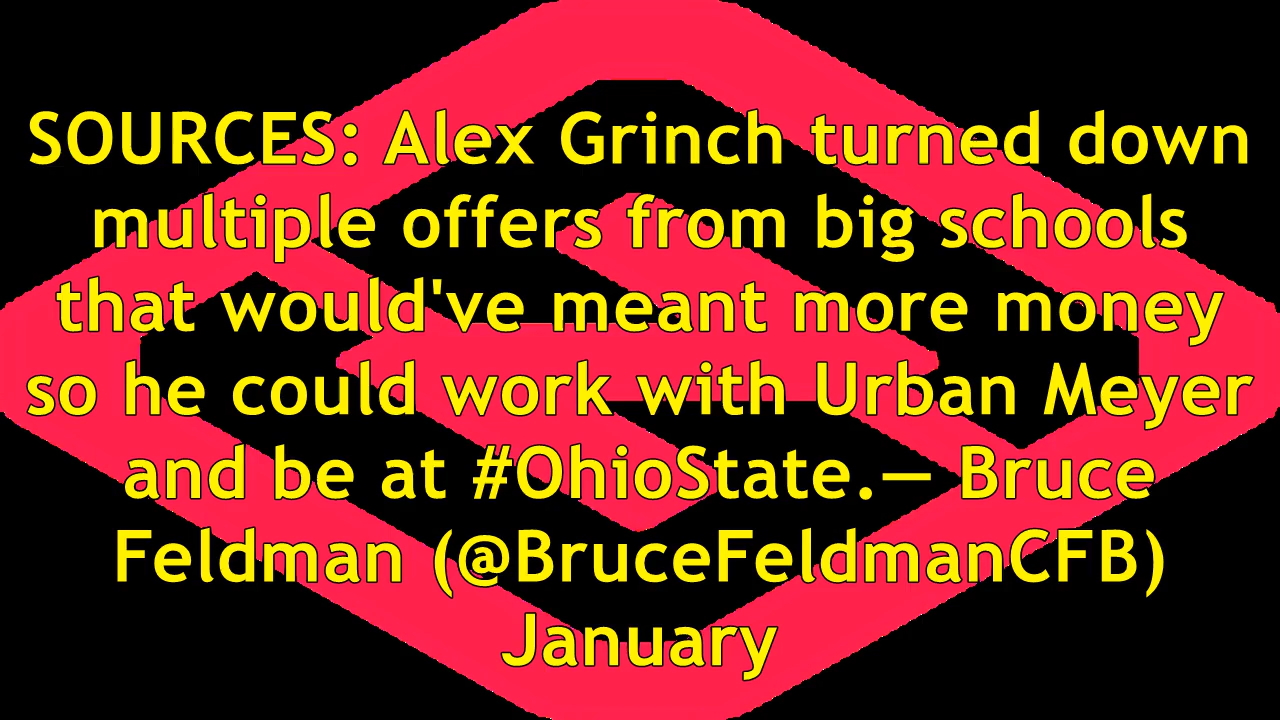 SOURCES: Alex Grinch turned down
multiple offers from big schools
that would've meant more money
so he could work with Urban Meyer
and be at #OhioState.— Bruce
Feldman (@BruceFeldmanCFB)
January